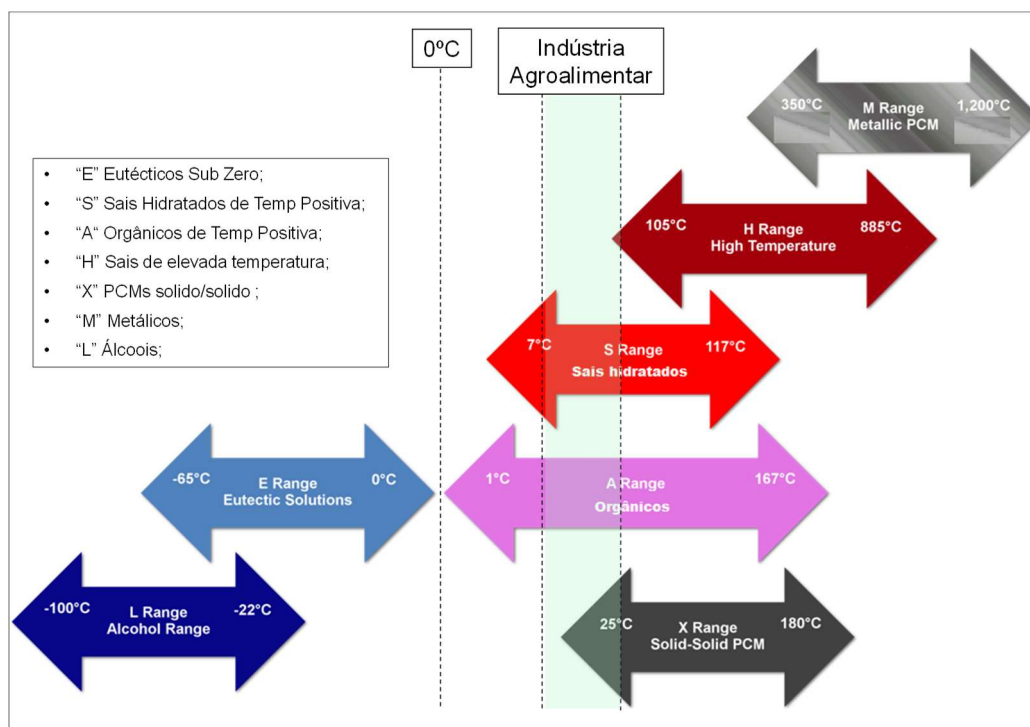 0ºC
Indústria
Agroalimentar
350°C
M Range
Metallic PCM
1,200°C
• “E” Eutécticos Sub Zero;
• “S” Sais Hidratados de Temp Positiva;
• “A“ Orgânicos de Temp Positiva;
• “H” Sais de elevada temperatura;
• “X” PCMs solido/solido ;
• “M” Metálicos;
• “L” Álcoois;
105°C
H Range
High Temperature
885°C
7°C
S Range
Sais hidratados
117°C
-65°C
E Range
Eutectic Solutions
0°C
1°C
A Range
Orgânicos
167°C
-100°C
L Range
Alcohol Range
-22°C
25°C
X Range
Solid-Solid PCM
180°C